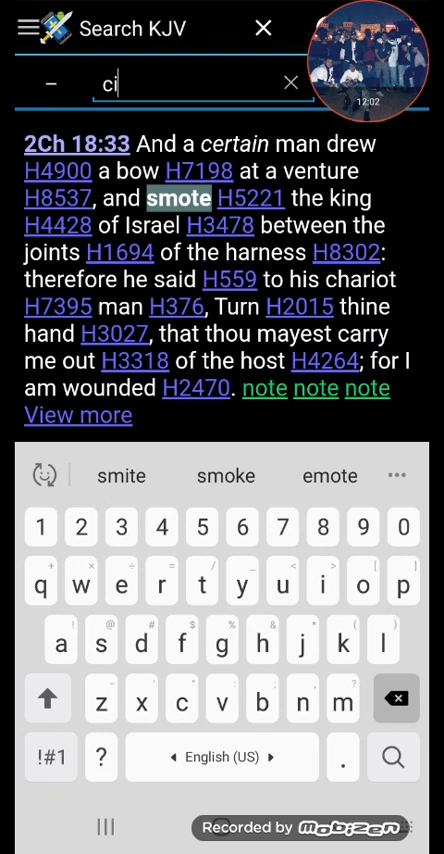 Search KJV
12:02
ci
2Ch 18:33 And a certain man drew
H4900 a bow H7198 at a venture
H8537, and smote H5221 the king
H4428 of Israel H3478 between the
joints H1694 of the harness H8302:
therefore he said H559 to his chariot
H7395 man H376, Turn H2015 thine
hand H3027, that thou mayest carry
me out H3318 of the host H4264; for I
am wounded H2470. note note note
View more
smite smoke emote •••
1 2 3 4 5 6 7 8 9 0
+ × ÷ = / _ < > [ ]
q w e r t y u i o p
! @ # $ % & * ( )
a s d f g h j k l
- ' " : ; , ?
z x c v b n m
!#1 ? English (US) .
Recorded by Mobizen